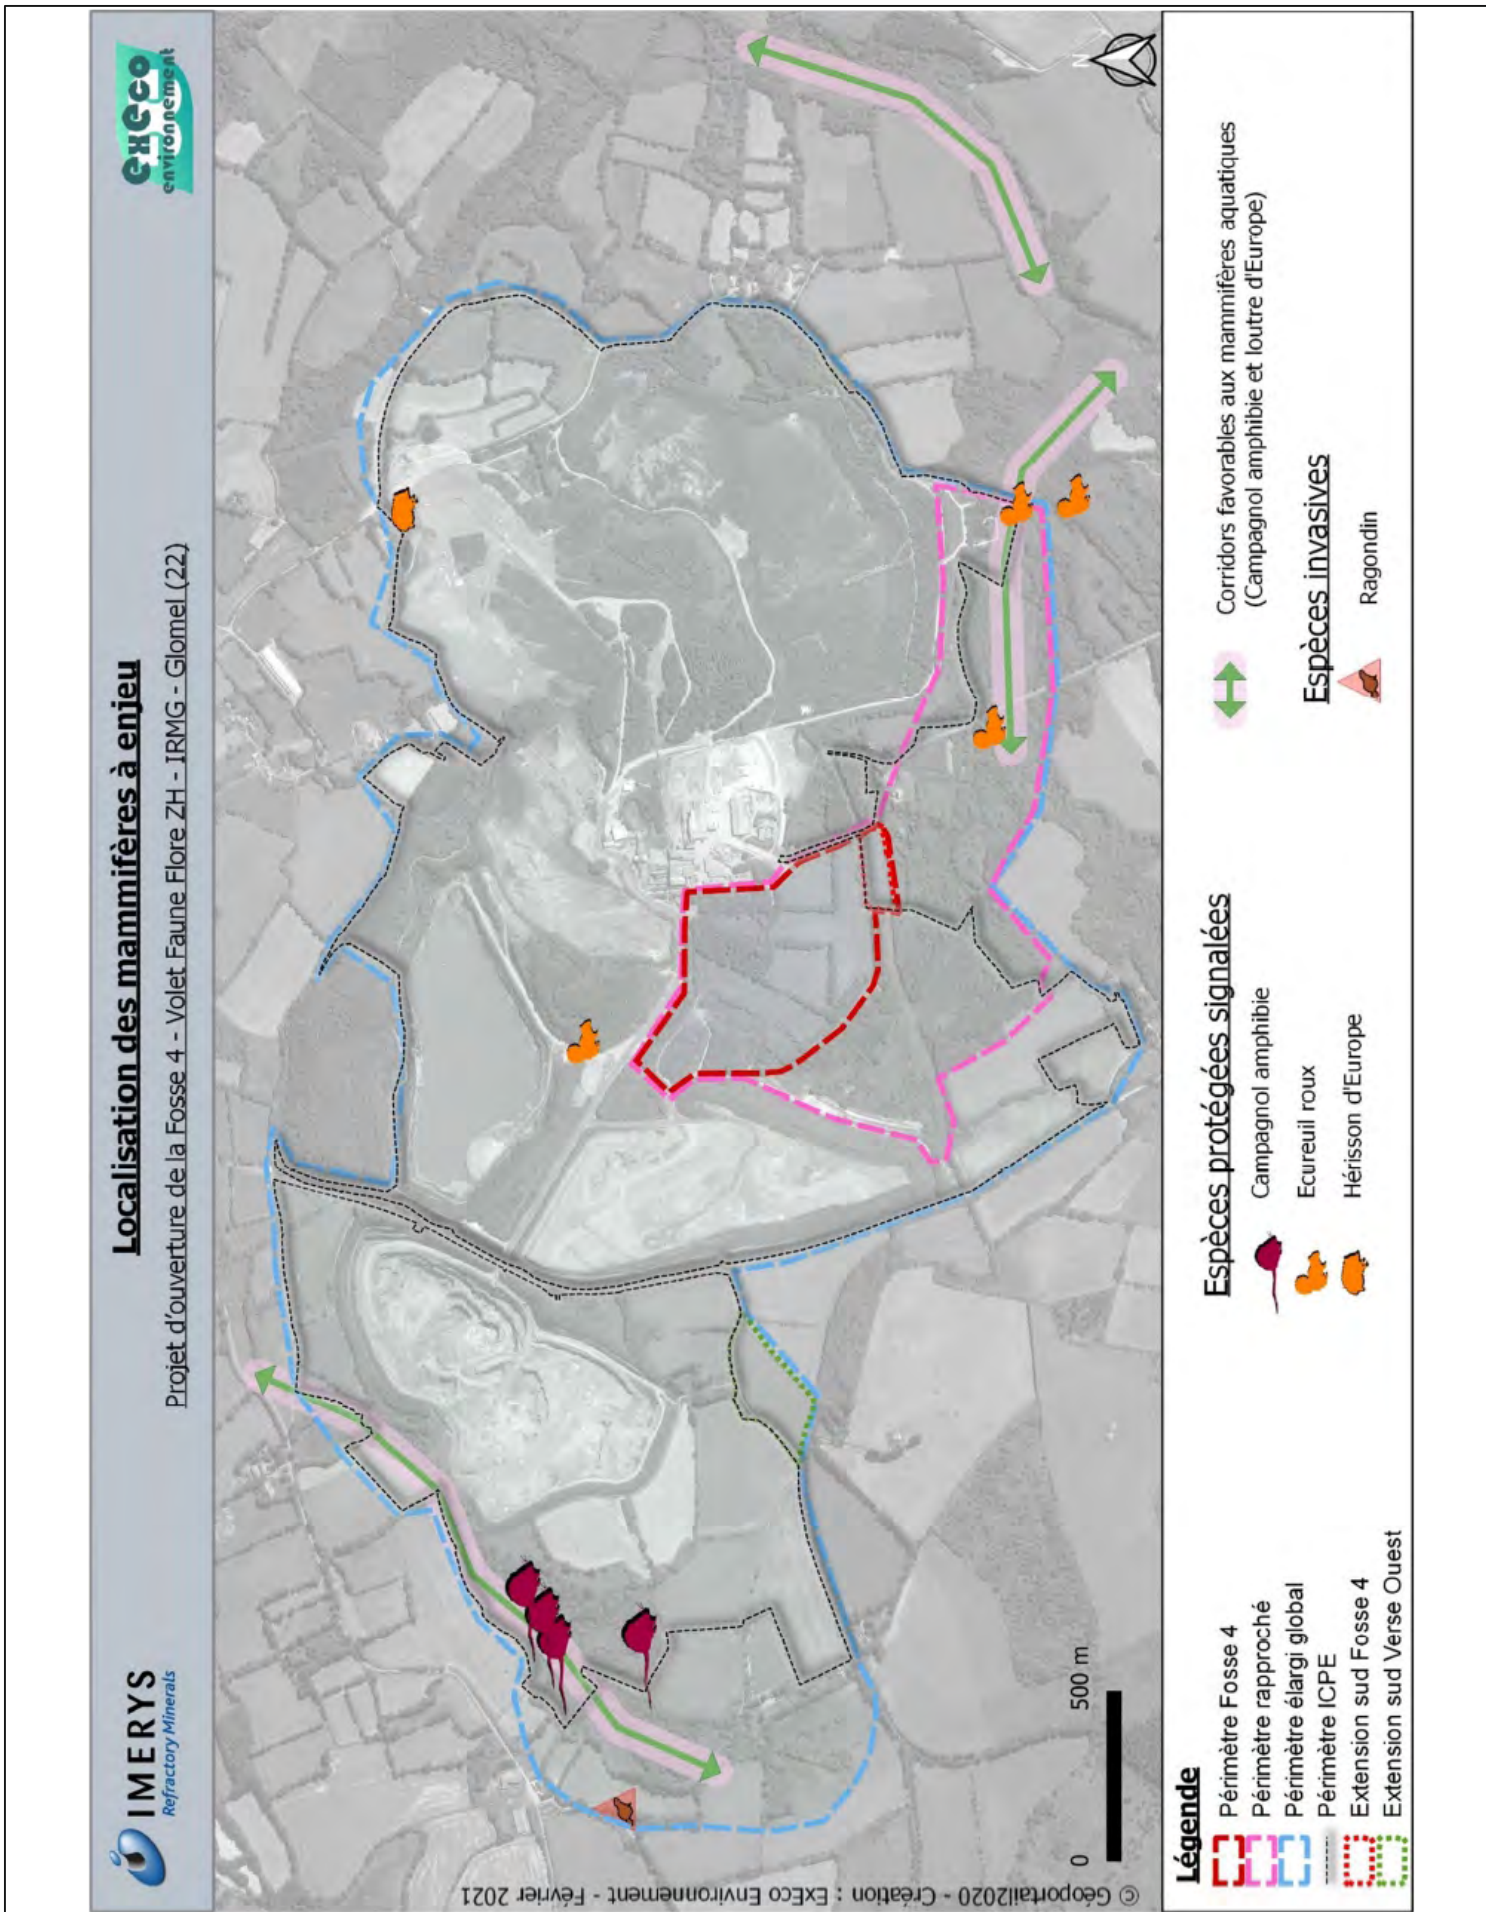 IMERYS
Refractory Minerals
Localisation des mammifères à enjeu
Projet d'ouverture de la Fosse 4 - Volet Faune Flore ZH - IRMG - Glomel (22)
execo
environnement
N
0
500 m
© Géoportail2020 - Création : ExEco Environnement - Février 2021
Légende
Périmètre Fosse 4
Périmètre rapproché
Périmètre élargi global
Périmètre ICPE
Extension sud Fosse 4
Extension sud Verse Ouest
Espèces protégées signalées
Campagnol amphibie
Ecureuil roux
Hérisson d'Europe
Corridors favorables aux mammifères aquatiques
(Campagnol amphibie et loutre d'Europe)
Espèces invasives
Ragondin